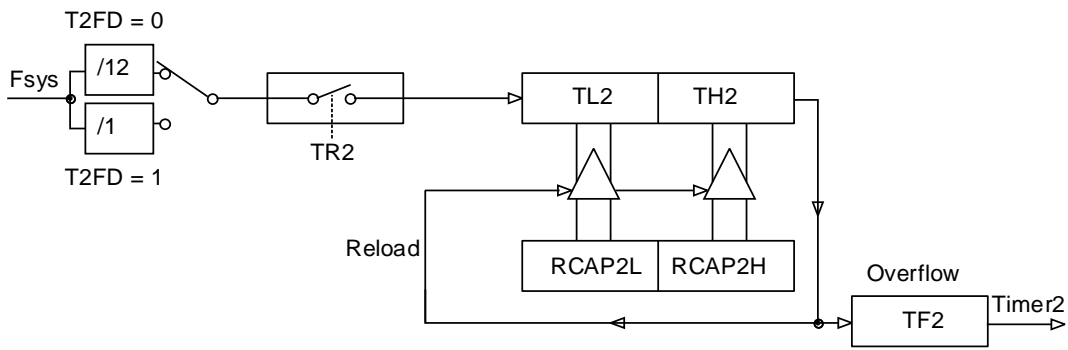 T2FD = 0
Fsys
/12
/1
T2FD = 1
TR2
TL2
TH2
Reload
RCAP2L
RCAP2H
Overflow
TF2
Timer2